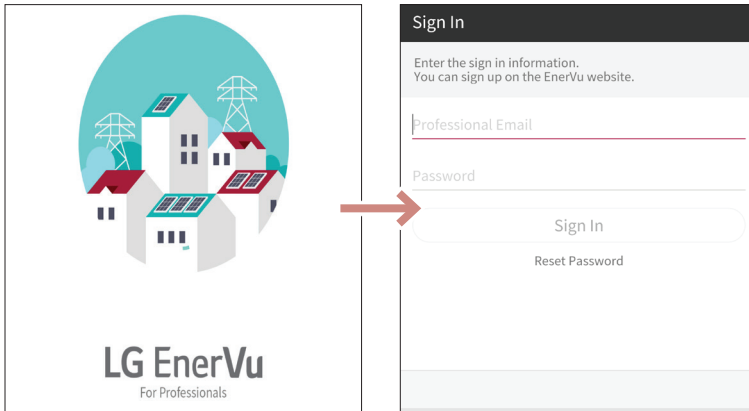 LG EnerVu
For Professionals
Sign In
Enter the sign in information.
You can sign up on the EnerVu website.
Professional Email
Password
Sign In
Reset Password